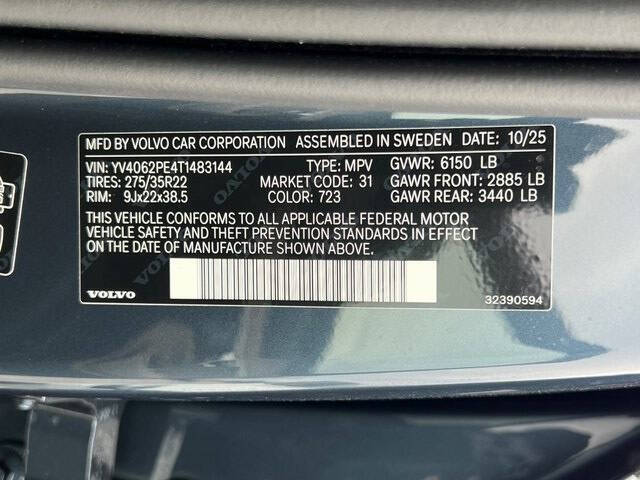 MFD BY VOLVO CAR CORPORATION ASSEMBLED IN SWEDEN DATE: 10/25
VIN: YV4062PE4T1483144 TYPE: MPV GVWR: 6150 LB
TIRES: 275/35R22 MARKET CODE: 31 GAWR FRONT: 2885 LB
RIM: 9Jx22x38.5 COLOR: 723 GAWR REAR: 3440 LB
THIS VEHICLE CONFORMS TO ALL APPLICABLE FEDERAL MOTOR
VEHICLE SAFETY AND THEFT PREVENTION STANDARDS IN EFFECT
ON THE DATE OF MANUFACTURE SHOWN ABOVE.
VOLVO 32390594